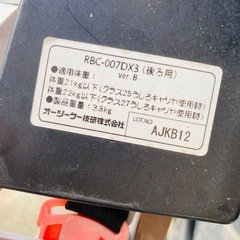 RBC-007DX3（後ろ用）
ver. B
●適用体重：
体重21kg以下（クラス25うしろキャリヤ使用時）
体重22kg以下（クラス27うしろキャリヤ使用時）
●製品重量：3.8kg
オージーケー技研株式会社
LOT.NO
AJKB12